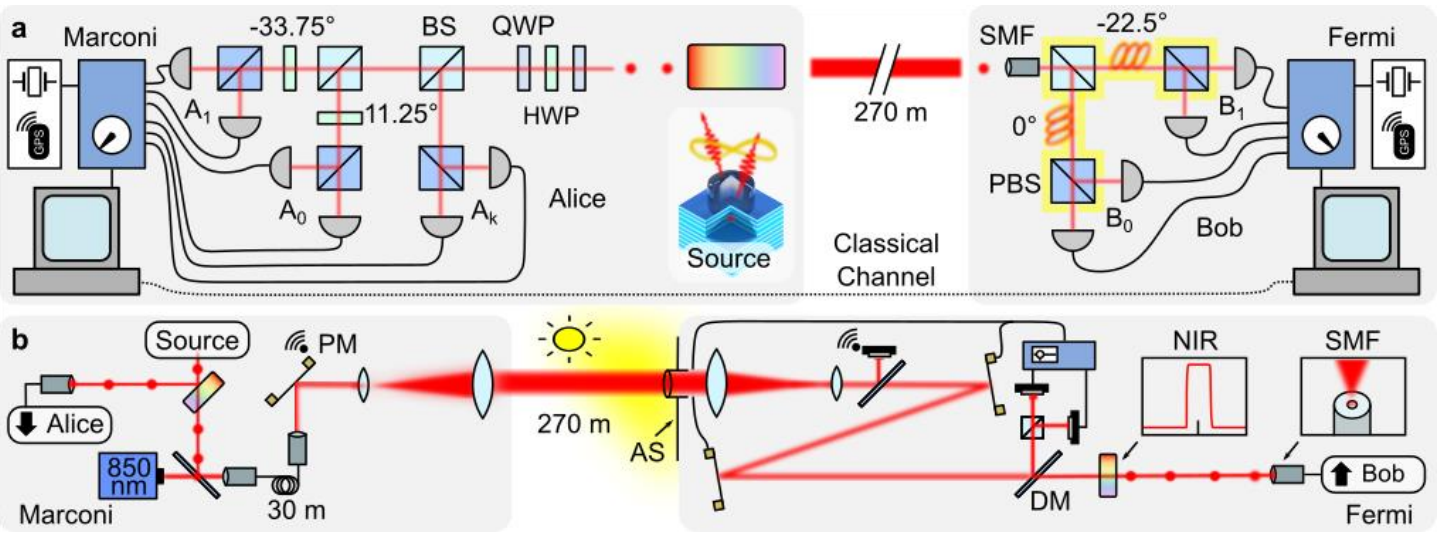 a
Marconi
-33.75°
BS
QWP
HWP
A1
11.25°
A0
Ak
Alice
GPS
Source
270 m
Classical
Channel
SMF
-22.5°
Fermi
0°
B1
PBS
B0
Bob
GPS
b
Source
PM
Alice
850
nm
30 m
Marconi
270 m
AS
NIR
SMF
DM
Bob
Fermi